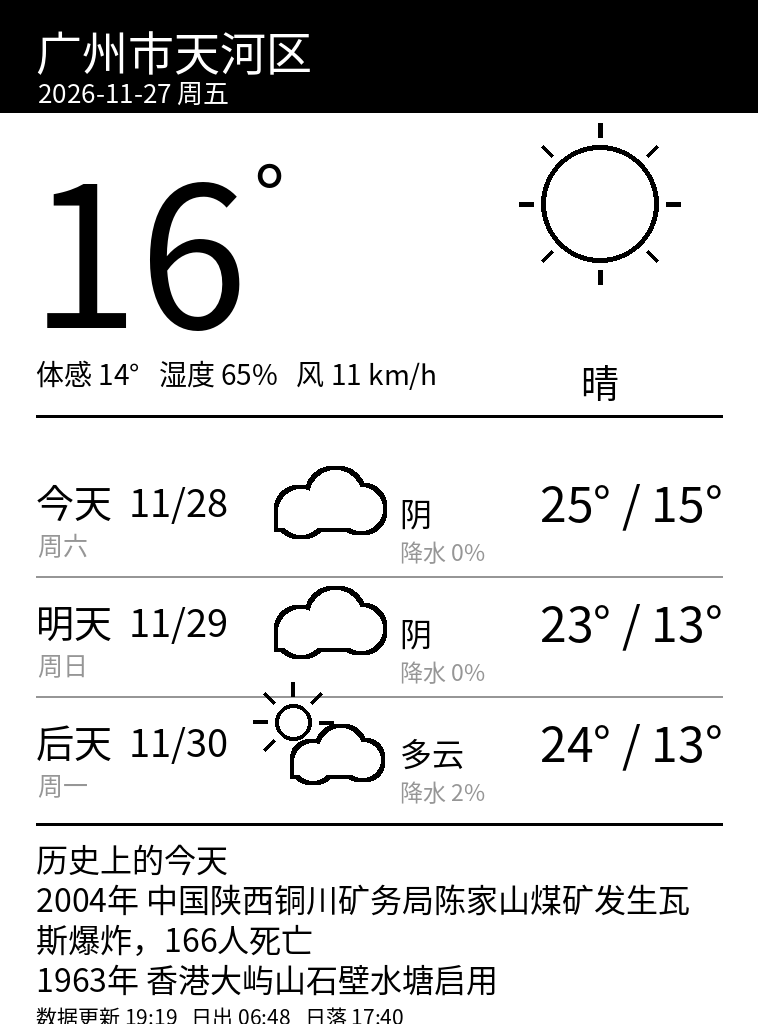 广州市天河区
2026-11-27 周五
16°
体感 14° 湿度 65% 风 11 km/h
晴
今天 11/28
周六
阴
降水 0%
25° / 15°
明天 11/29
周日
阴
降水 0%
23° / 13°
后天 11/30
周一
多云
降水 2%
24° / 13°
历史上的今天
2004年 中国陕西铜川矿务局陈家山煤矿发生瓦
斯爆炸，166人死亡
1963年 香港大屿山石壁水塘启用
数据更新 19:19 日出 06:48 日落 17:40